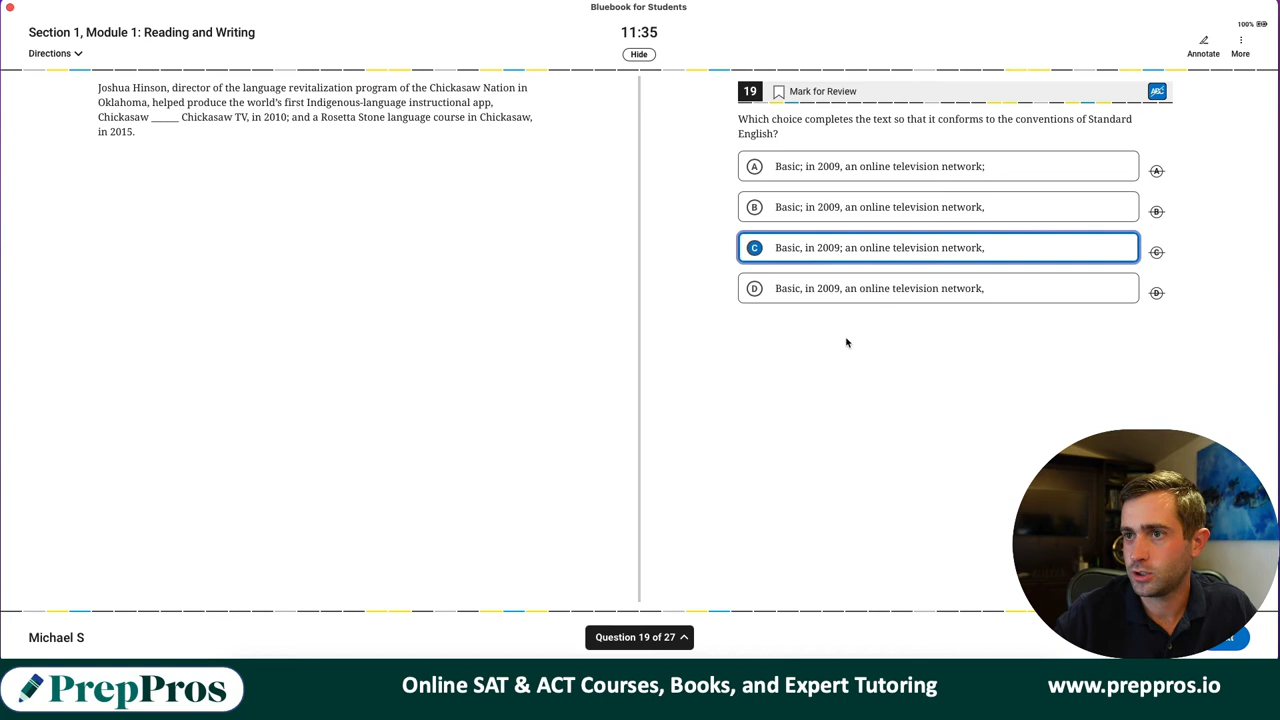 Bluebook for Students
Section 1, Module 1: Reading and Writing
11:35
100%
Directions
Hide
Annotate
More
Joshua Hinson, director of the language revitalization program of the Chickasaw Nation in
Oklahoma, helped produce the world’s first Indigenous-language instructional app,
Chickasaw ______ Chickasaw TV, in 2010; and a Rosetta Stone language course in Chickasaw,
in 2015.
19 Mark for Review ABC
Which choice completes the text so that it conforms to the conventions of Standard
English?
A Basic; in 2009, an online television network; A
B Basic; in 2009, an online television network, B
C Basic, in 2009; an online television network, C
D Basic, in 2009, an online television network, D
Michael S
Question 19 of 27
PrepPros
Online SAT & ACT Courses, Books, and Expert Tutoring
www.preppros.io